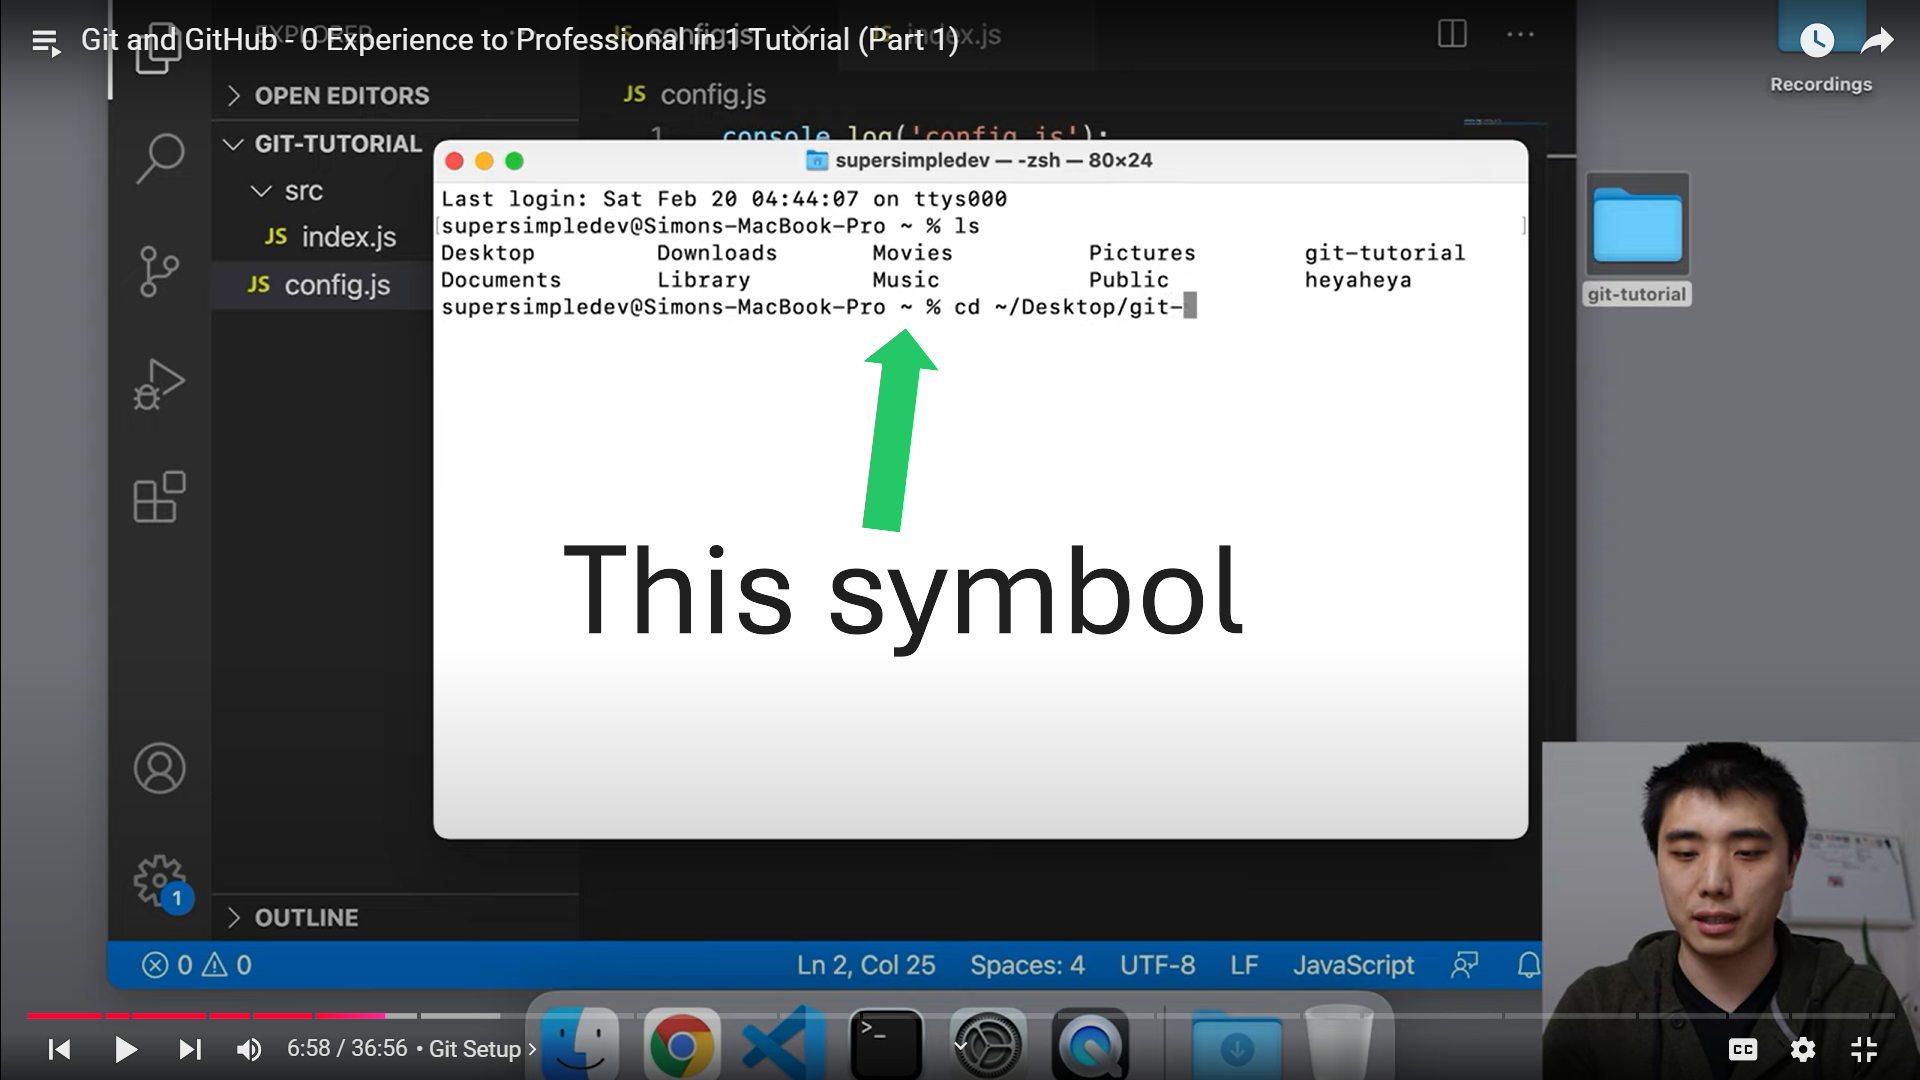 Git and GitHub - 0 Experience to Professional in 1 Tutorial (Part 1)
Recordings
OPEN EDITORS
JS config.js
GIT-TUTORIAL
1 console.log('config.js');
src
JS index.js
JS config.js
git-tutorial
supersimpledev — -zsh — 80×24
Last login: Sat Feb 20 04:44:07 on ttys000
[supersimpledev@Simons-MacBook-Pro ~ % ls ]
Desktop Downloads Movies Pictures git-tutorial
Documents Library Music Public heyaheya
supersimpledev@Simons-MacBook-Pro ~ % cd ~/Desktop/git-
This symbol
1
OUTLINE
0 0 Ln 2, Col 25 Spaces: 4 UTF-8 LF JavaScript
>_
6:58 / 36:56 • Git Setup >
CC